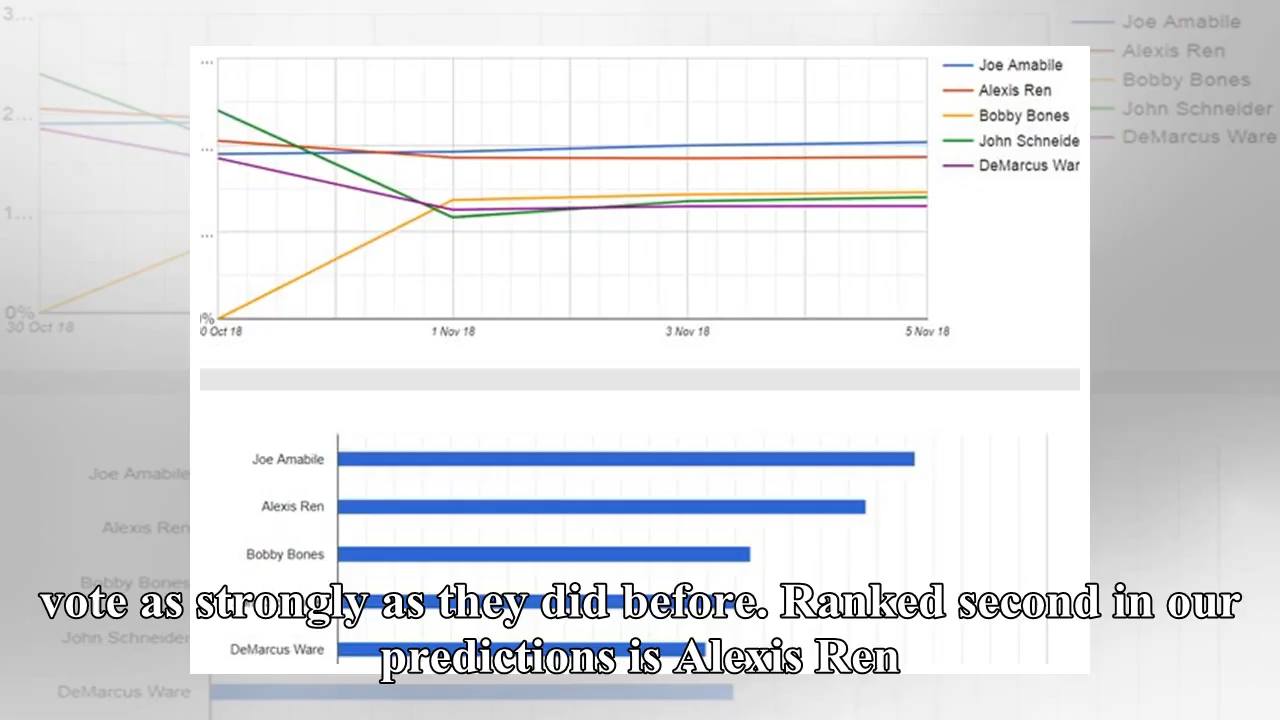 3...
2...
1...
0%
30 Oct 18
Joe Amabile
Alexis Ren
Bobby Bones
John Schneider
DeMarcus Ware
...
...
...
%
0 Oct 18
1 Nov 18
3 Nov 18
5 Nov 18
Joe Amabile
Alexis Ren
Bobby Bones
John Schneide
DeMarcus War
Joe Amabile
Alexis Ren
Bobby Bones
DeMarcus Ware
Joe Amabile
Alexis Ren
Bobby Bones
John Schneider
DeMarcus Ware
vote as strongly as they did before. Ranked second in our
predictions is Alexis Ren